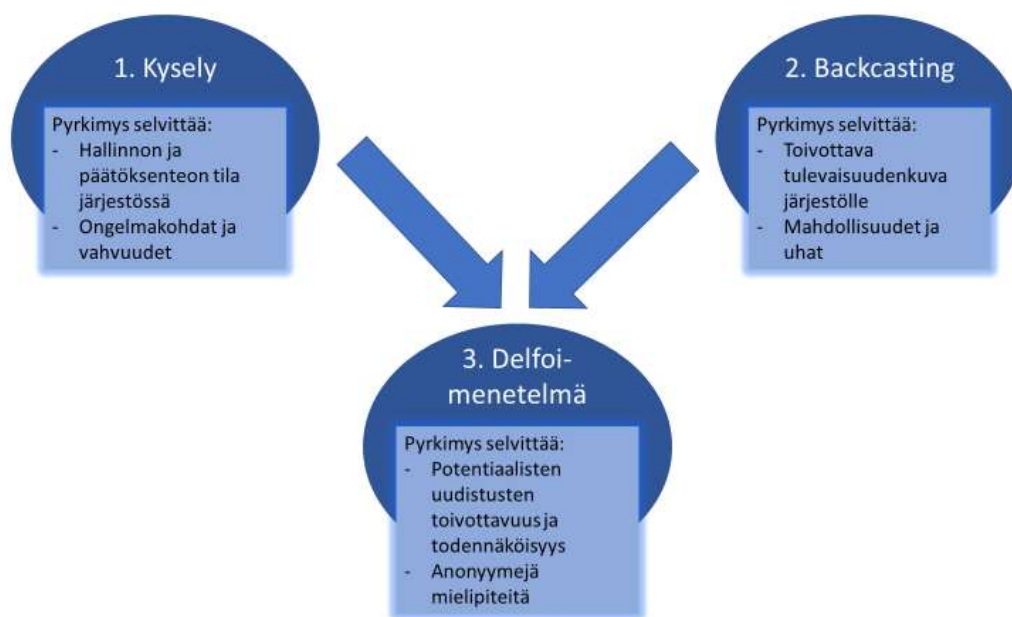 1. Kysely
Pyrkimys selvittää:
- Hallinnon ja
päätöksenteon tila
järjestössä
- Ongelmakohdat ja
vahvuudet
2. Backcasting
Pyrkimys selvittää:
- Toivottava
tulevaisuudenkuva
järjestölle
- Mahdollisuudet ja
uhat
3. Delfoi-
menetelmä
Pyrkimys selvittää:
- Potentiaalisten
uudistusten
toivottavuus ja
todennäköisyys
- Anonyymejä
mielipiteitä